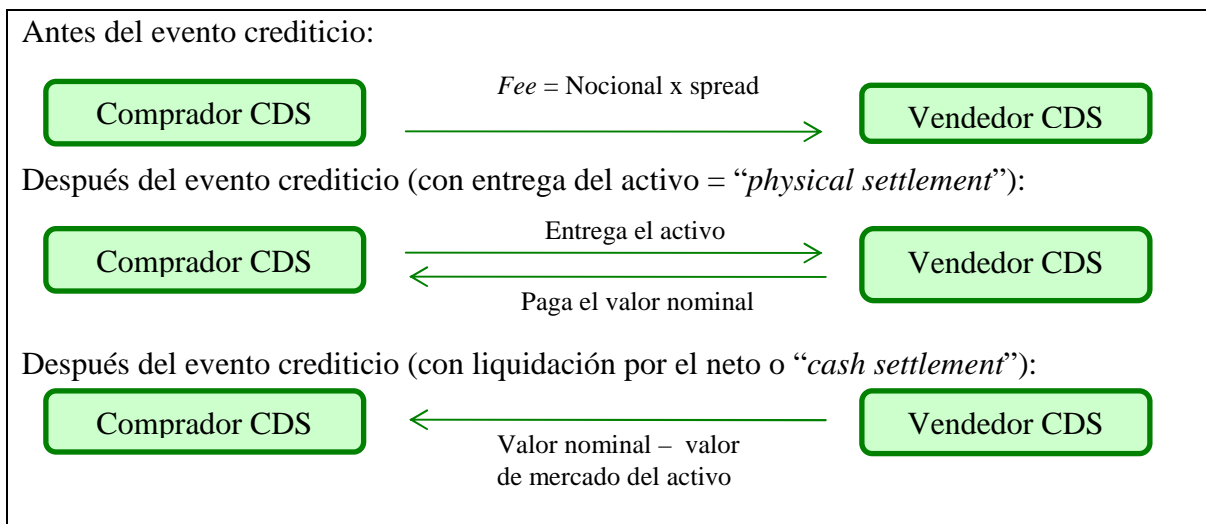 Antes del evento crediticio:
Fee = Nocional x spread
Comprador CDS
Vendedor CDS
Después del evento crediticio (con entrega del activo = “physical settlement”):
Entrega el activo
Comprador CDS
Vendedor CDS
Paga el valor nominal
Después del evento crediticio (con liquidación por el neto o “cash settlement”):
Comprador CDS
Vendedor CDS
Valor nominal – valor
de mercado del activo